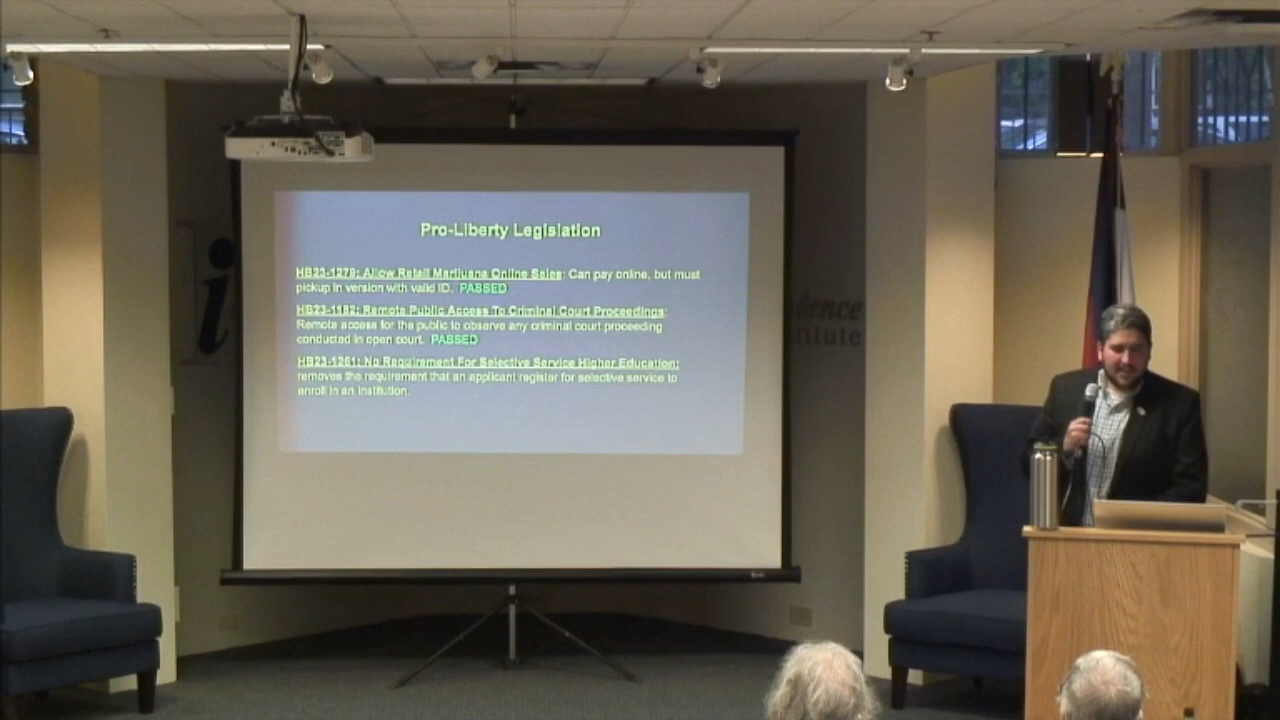 Pro-Liberty Legislation
HB23-1279: Allow Retail Marijuana Online Sales: Can pay online, but must
pickup in version with valid ID. PASSED
HB23-1182: Remote Public Access To Criminal Court Proceedings:
Remote access for the public to observe any criminal court proceeding
conducted in open court. PASSED
HB23-1261: No Requirement For Selective Service Higher Education:
removes the requirement that an applicant register for selective service to
enroll in an institution.
i
dence
stitute